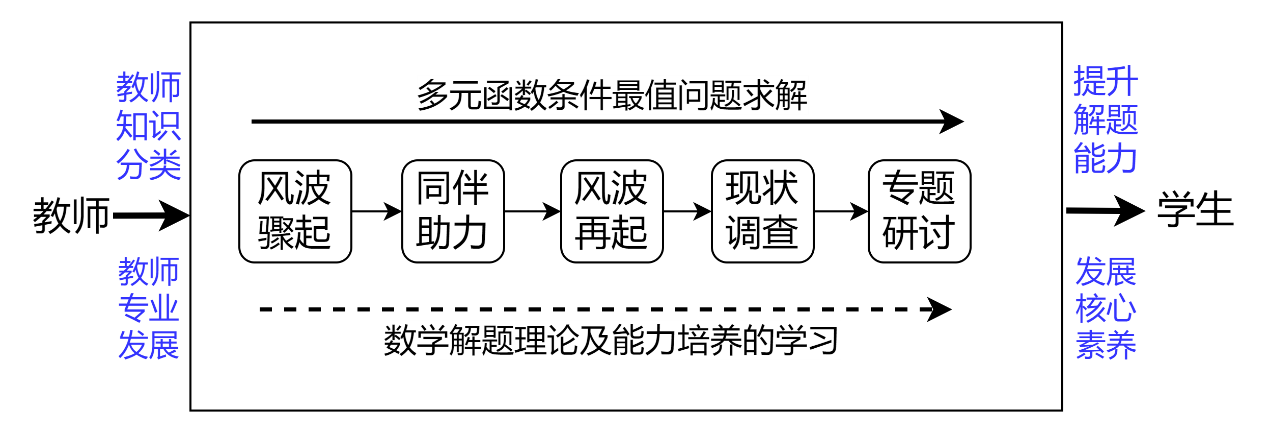 教师
知识
分类
教师
教师
专业
发展
多元函数条件最值问题求解
风波
骤起
同伴
助力
风波
再起
现状
调查
专题
研讨
数学解题理论及能力培养的学习
提升
解题
能力
学生
发展
核心
素养